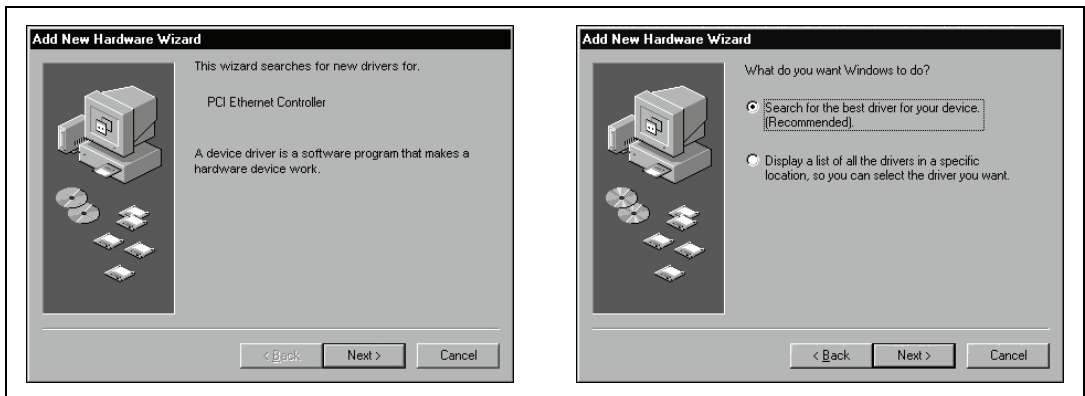 Add New Hardware Wizard
This wizard searches for new drivers for.
PCI Ethernet Controller
A device driver is a software program that makes a
hardware device work.
< Back
Next >
Cancel
Add New Hardware Wizard
What do you want Windows to do?
Search for the best driver for your device.
(Recommended).
Display a list of all the drivers in a specific
location, so you can select the driver you want.
< Back
Next >
Cancel